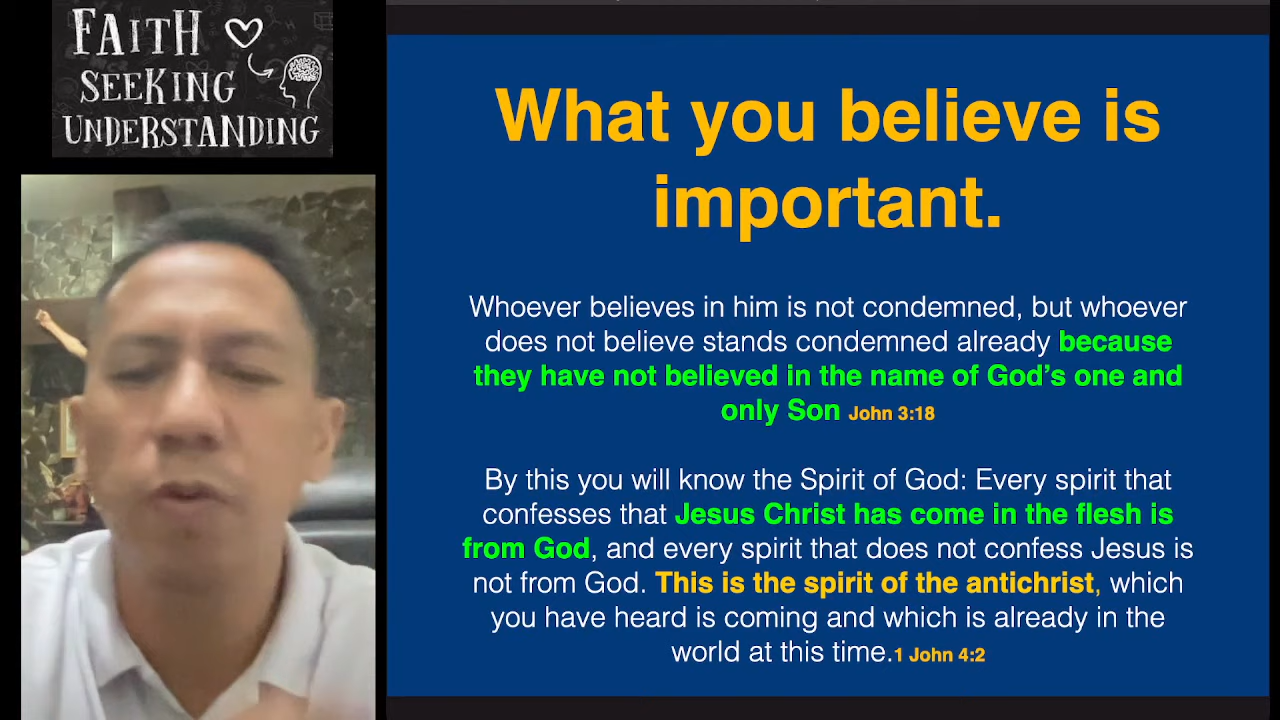 FAITH
SEEKING
UNDERSTANDING
What you believe is
important.
Whoever believes in him is not condemned, but whoever
does not believe stands condemned already because
they have not believed in the name of God’s one and
only Son John 3:18
By this you will know the Spirit of God: Every spirit that
confesses that Jesus Christ has come in the flesh is
from God, and every spirit that does not confess Jesus is
not from God. This is the spirit of the antichrist, which
you have heard is coming and which is already in the
world at this time.1 John 4:2